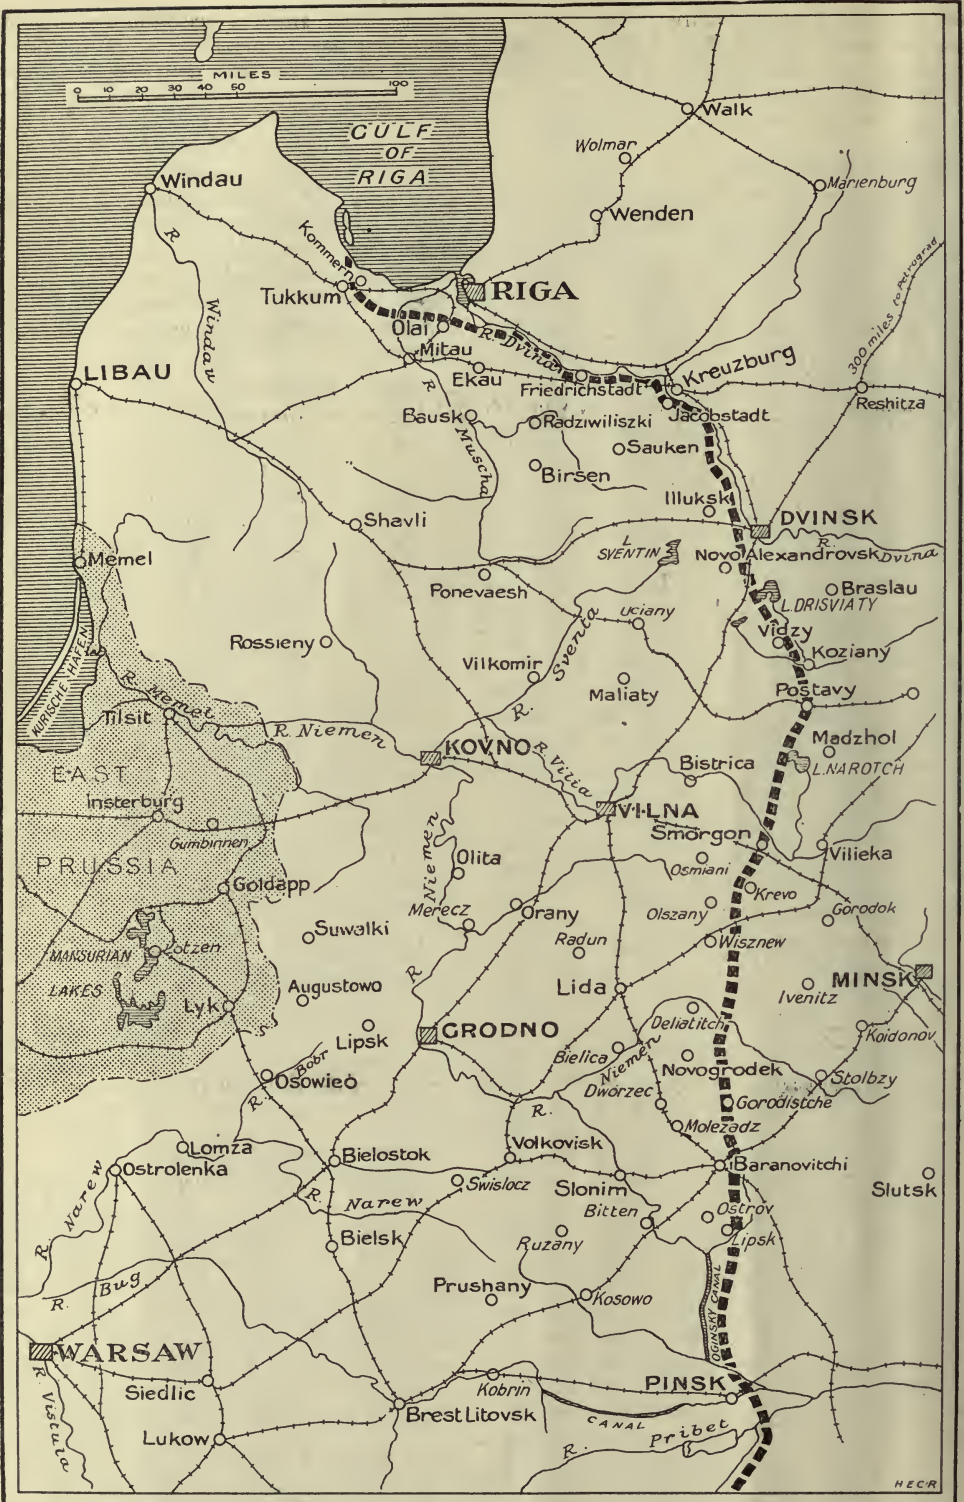 MILES
0 10 20 30 40 50 100
GULF
OF
RIGA
Walk
Wolmar
Marienburg
Windau
Wenden
R. Windau
Kommern
300 miles to Petrograd
Tukkum
RIGA
Olai
R. Dvina
Mitau
Kreuzburg
LIBAU
Ekau
Friedrichstadt
Reshitza
Jacobstadt
Bausk
R. Muscha
Radziwiliszki
Sauken
Birsen
Illuksk
Shavli
DVINSK
R. Dvina
L. SVENTIN
Novo Alexandrovsk
Memel
Ponevaesh
Braslau
L. DRISVIATY
Uciany
Vidzy
Rossieny
Koziany
KURISCHE HAFEN
Vilkomir
R. Sventa
Maliaty
Postavy
R. Memel
Tilsit
R. Niemen
KOVNO
Madzhol
R. Vilia
Bistrica
L. NAROTCH
EAST
PRUSSIA
Insterburg
VILNA
Smorgon
Gumbinnen
Niemen
Olita
Vilieka
Osmiani
Goldapp
Krevo
Merecz
Orany
Olszany
Gorodok
Suwalki
Radun
Wisznew
MANSURIAN
LAKES
Lotzen
MINSK
Lida
Ivenitz
Augustowo
R.
Lyk
Deliatitch
Lipsk
GRODNO
Koidonov
Bielica
Niemen
Bobr
Novogrodek
Osowiec
Stolbzy
R.
Dworzec
Gorodistche
R.
Molezadz
Lomza
Volkovisk
Ostrolenka
Bielostok
Baranovitchi
R. Narew
Swislocz
Slonim
Slutsk
R. Narew
Bitten
Ostrov
Bielsk
Ruzany
Lipsk
R. Bug
Prushany
Kosowo
OGINSKY CANAL
WARSAW
R. Vistula
Siedlic
Kobrin
PINSK
Brest Litovsk
CANAL
Lukow
R. Pribet
H.E.C.R